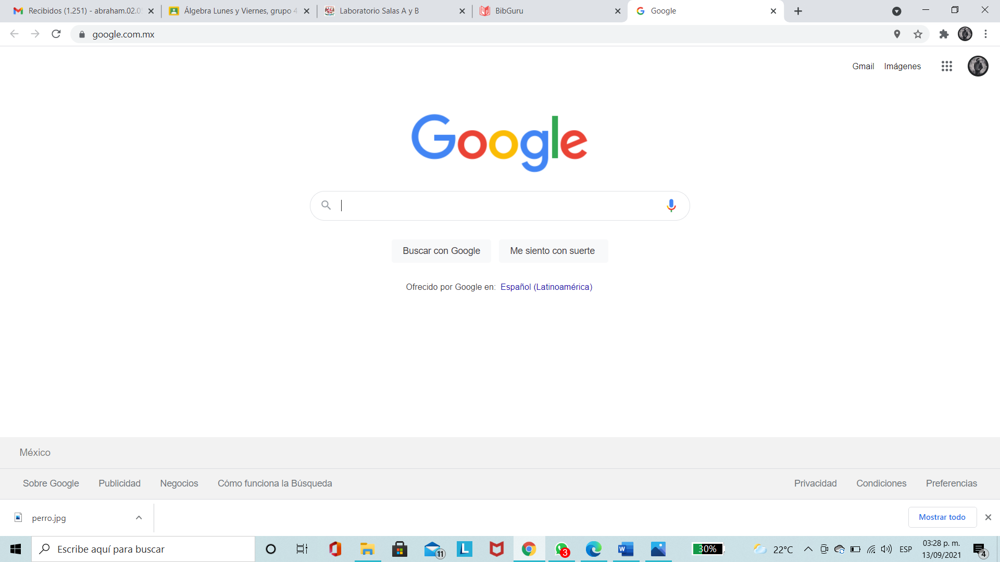 Recibidos (1.251) - abraham.02.05
Álgebra Lunes y Viernes, grupo 4
Laboratorio Salas A y B
BibGuru
Google
google.com.mx
Gmail
Imágenes
Google
Buscar con Google
Me siento con suerte
Ofrecido por Google en: Español (Latinoamérica)
México
Sobre Google
Publicidad
Negocios
Cómo funciona la Búsqueda
Privacidad
Condiciones
Preferencias
perro.jpg
Mostrar todo
Escribe aquí para buscar
11
L
3
W
30%
22°C
ESP
03:28 p. m.
13/09/2021
4